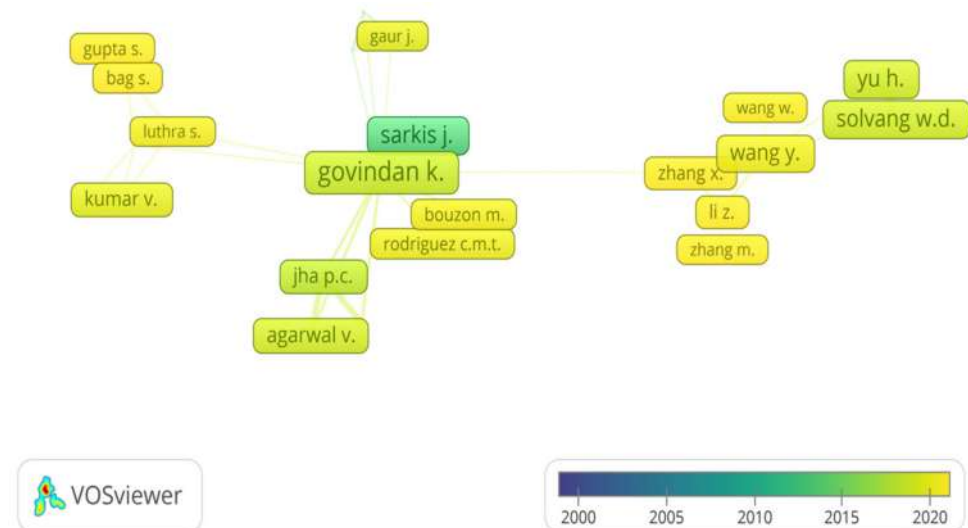 gaur j.
gupta s.
bag s.
yu h.
wang w.
solvang w.d.
luthra s.
sarkis j.
wang y.
govindan k.
zhang x.
kumar v.
bouzon m.
li z.
rodriguez c.m.t.
zhang m.
jha p.c.
agarwal v.
VOSviewer
2000 2005 2010 2015 2020